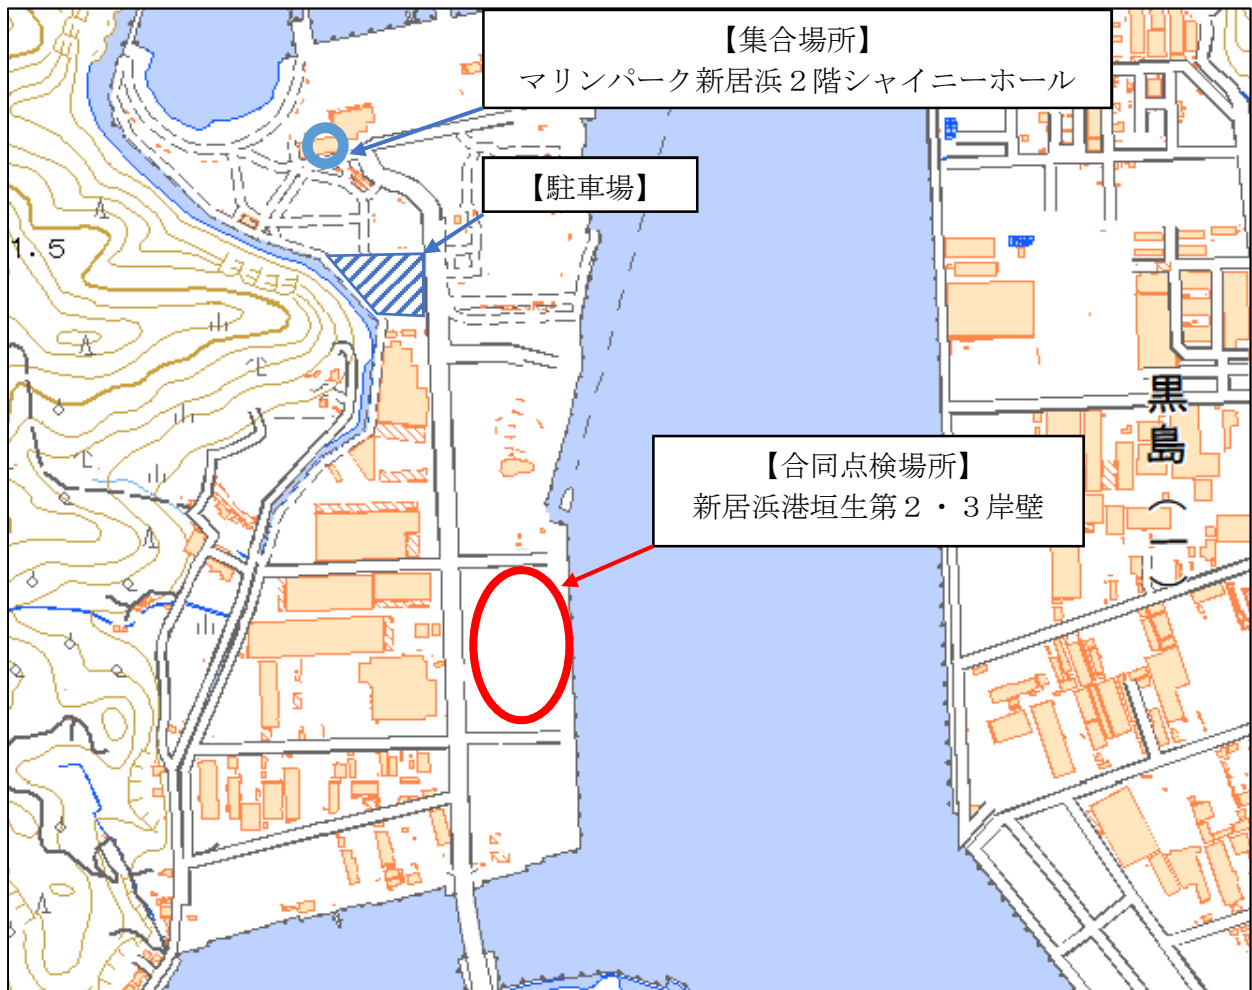 【集合場所】
マリンパーク新居浜２階シャイニーホール
【駐車場】
1.5
【合同点検場所】
新居浜港垣生第２・３岸壁
黒島（一）